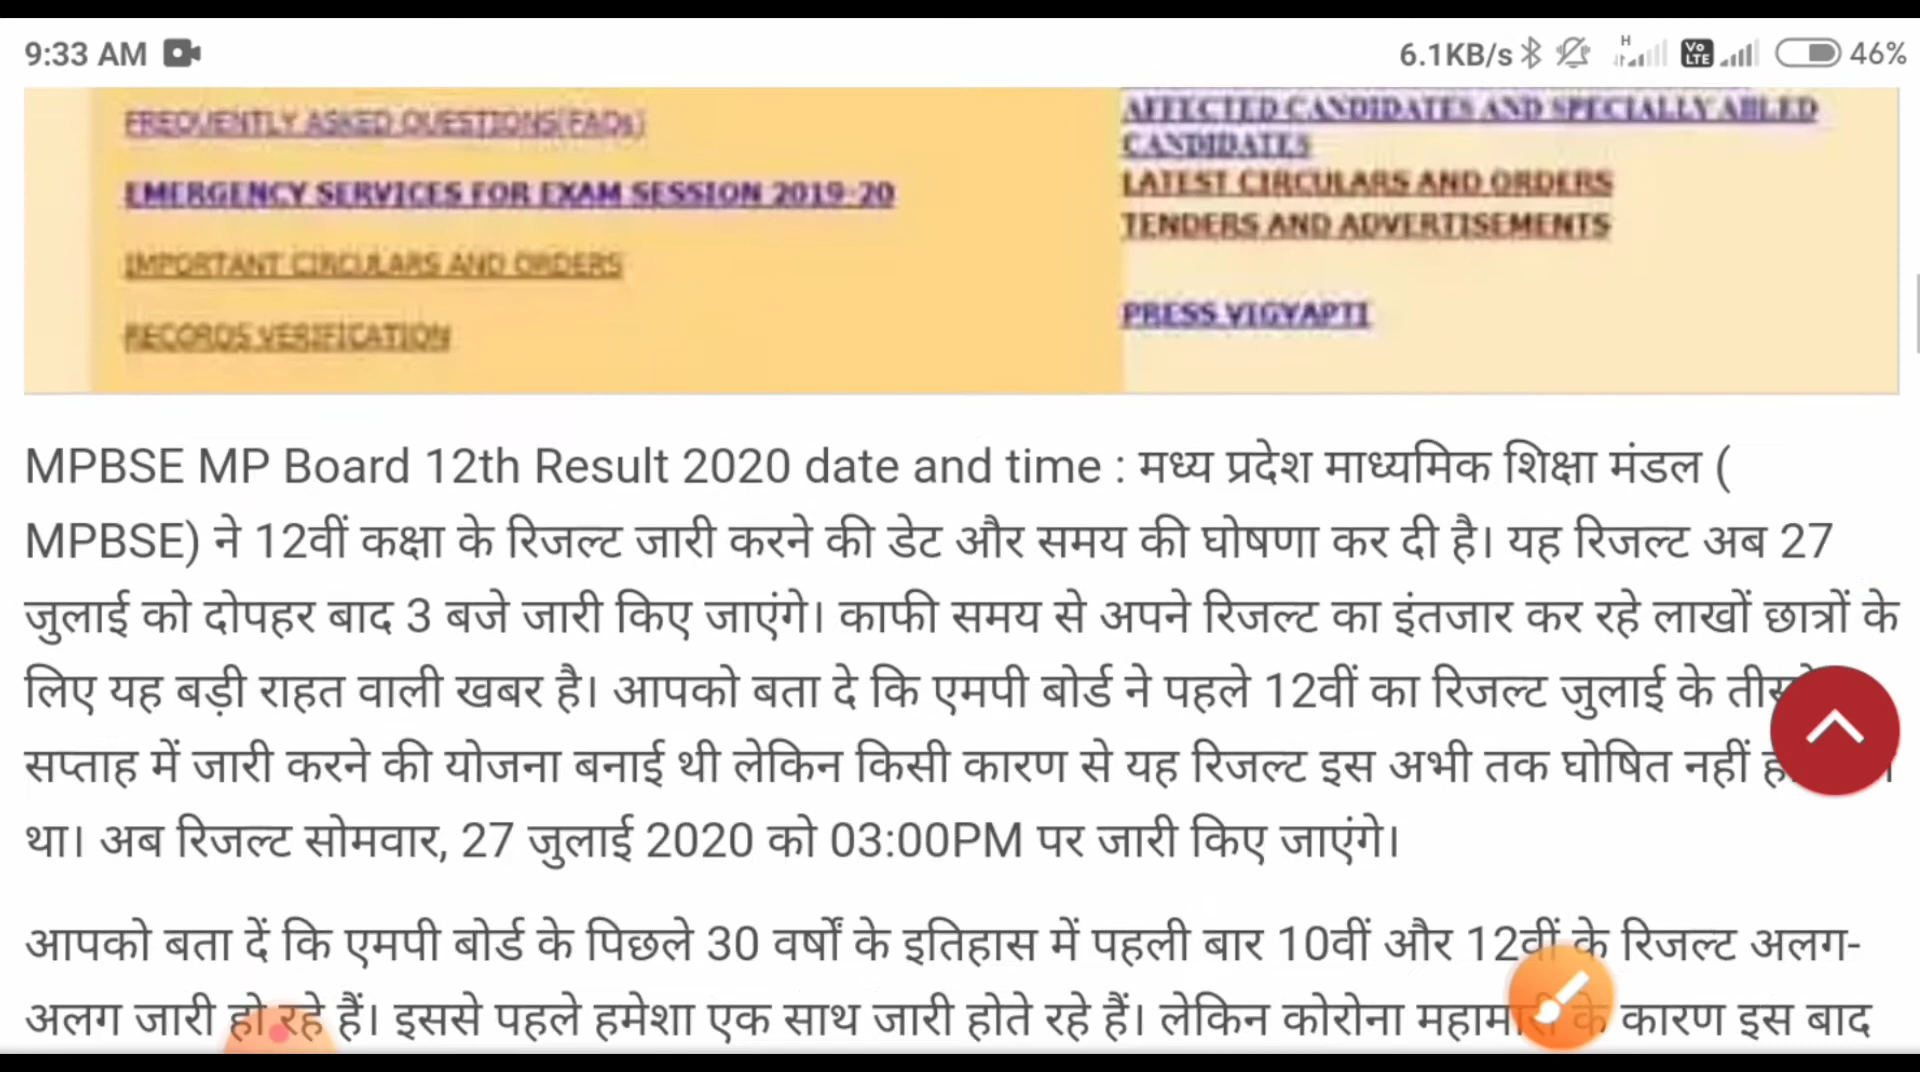 9:33 AM
6.1KB/s
H
Vo LTE
46%
FREQUENTLY ASKED QUESTIONS(FAQs)
EMERGENCY SERVICES FOR EXAM SESSION 2019-20
IMPORTANT CIRCULARS AND ORDERS
RECORDS VERIFICATION
AFFECTED CANDIDATES AND SPECIALLY ABLED
CANDIDATES
LATEST CIRCULARS AND ORDERS
TENDERS AND ADVERTISEMENTS
PRESS VIGYAPTI
MPBSE MP Board 12th Result 2020 date and time : मध्य प्रदेश माध्यमिक शिक्षा मंडल (
MPBSE) ने 12वीं कक्षा के रिजल्ट जारी करने की डेट और समय की घोषणा कर दी है। यह रिजल्ट अब 27
जुलाई को दोपहर बाद 3 बजे जारी किए जाएंगे। काफी समय से अपने रिजल्ट का इंतजार कर रहे लाखों छात्रों के
लिए यह बड़ी राहत वाली खबर है। आपको बता दे कि एमपी बोर्ड ने पहले 12वीं का रिजल्ट जुलाई के
सप्ताह में जारी करने की योजना बनाई थी लेकिन किसी कारण से यह रिजल्ट इस अभी तक घोषित नहीं
था। अब रिजल्ट सोमवार, 27 जुलाई 2020 को 03:00PM पर जारी किए जाएंगे।
आपको बता दें कि एमपी बोर्ड के पिछले 30 वर्षों के इतिहास में पहली बार 10वीं और 12वीं के रिजल्ट अलग-
अलग जारी हो रहे हैं। इससे पहले हमेशा एक साथ जारी होते रहे हैं। लेकिन कोरोना महामारी के कारण इस बाद